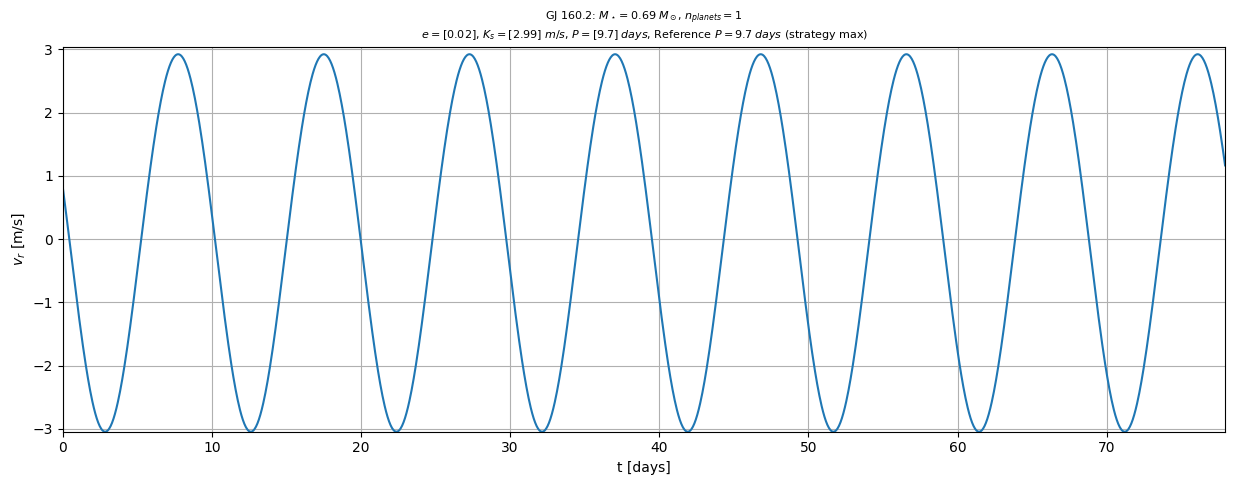 GJ 160.2: $M_\star = 0.69\ M_\odot$, $n_{planets} = 1$
$e = [0.02]$, $K_s = [2.99]\ m/s$, $P = [9.7]\ days$, Reference $P = 9.7\ days$ (strategy max)
3
2
1
0
−1
−2
−3
$v_r$ [m/s]
0 10 20 30 40 50 60 70
t [days]